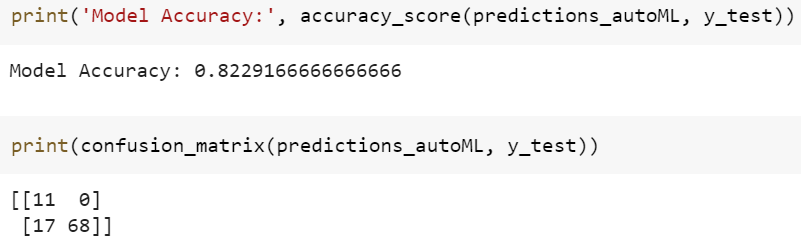 print('Model Accuracy:', accuracy_score(predictions_autoML, y_test))
Model Accuracy: 0.8229166666666666
print(confusion_matrix(predictions_autoML, y_test))
[[11  0]
 [17 68]]